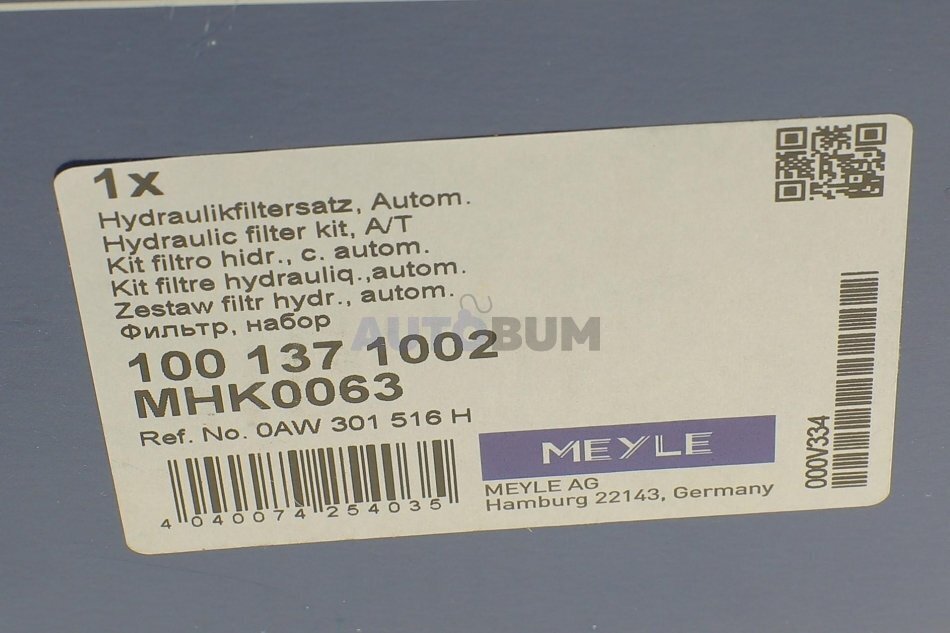 1x
Hydraulikfiltersatz, Autom.
Hydraulic filter kit, A/T
Kit filtro hidr., c. autom.
Kit filtre hydrauliq.,autom.
Zestaw filtr hydr., autom.
Фильтр, набор
AUTOBUM
100 137 1002
MHK0063
Ref. No. 0AW 301 516 H
MEYLE
MEYLE AG
Hamburg 22143, Germany
4 040074 254035
000V334